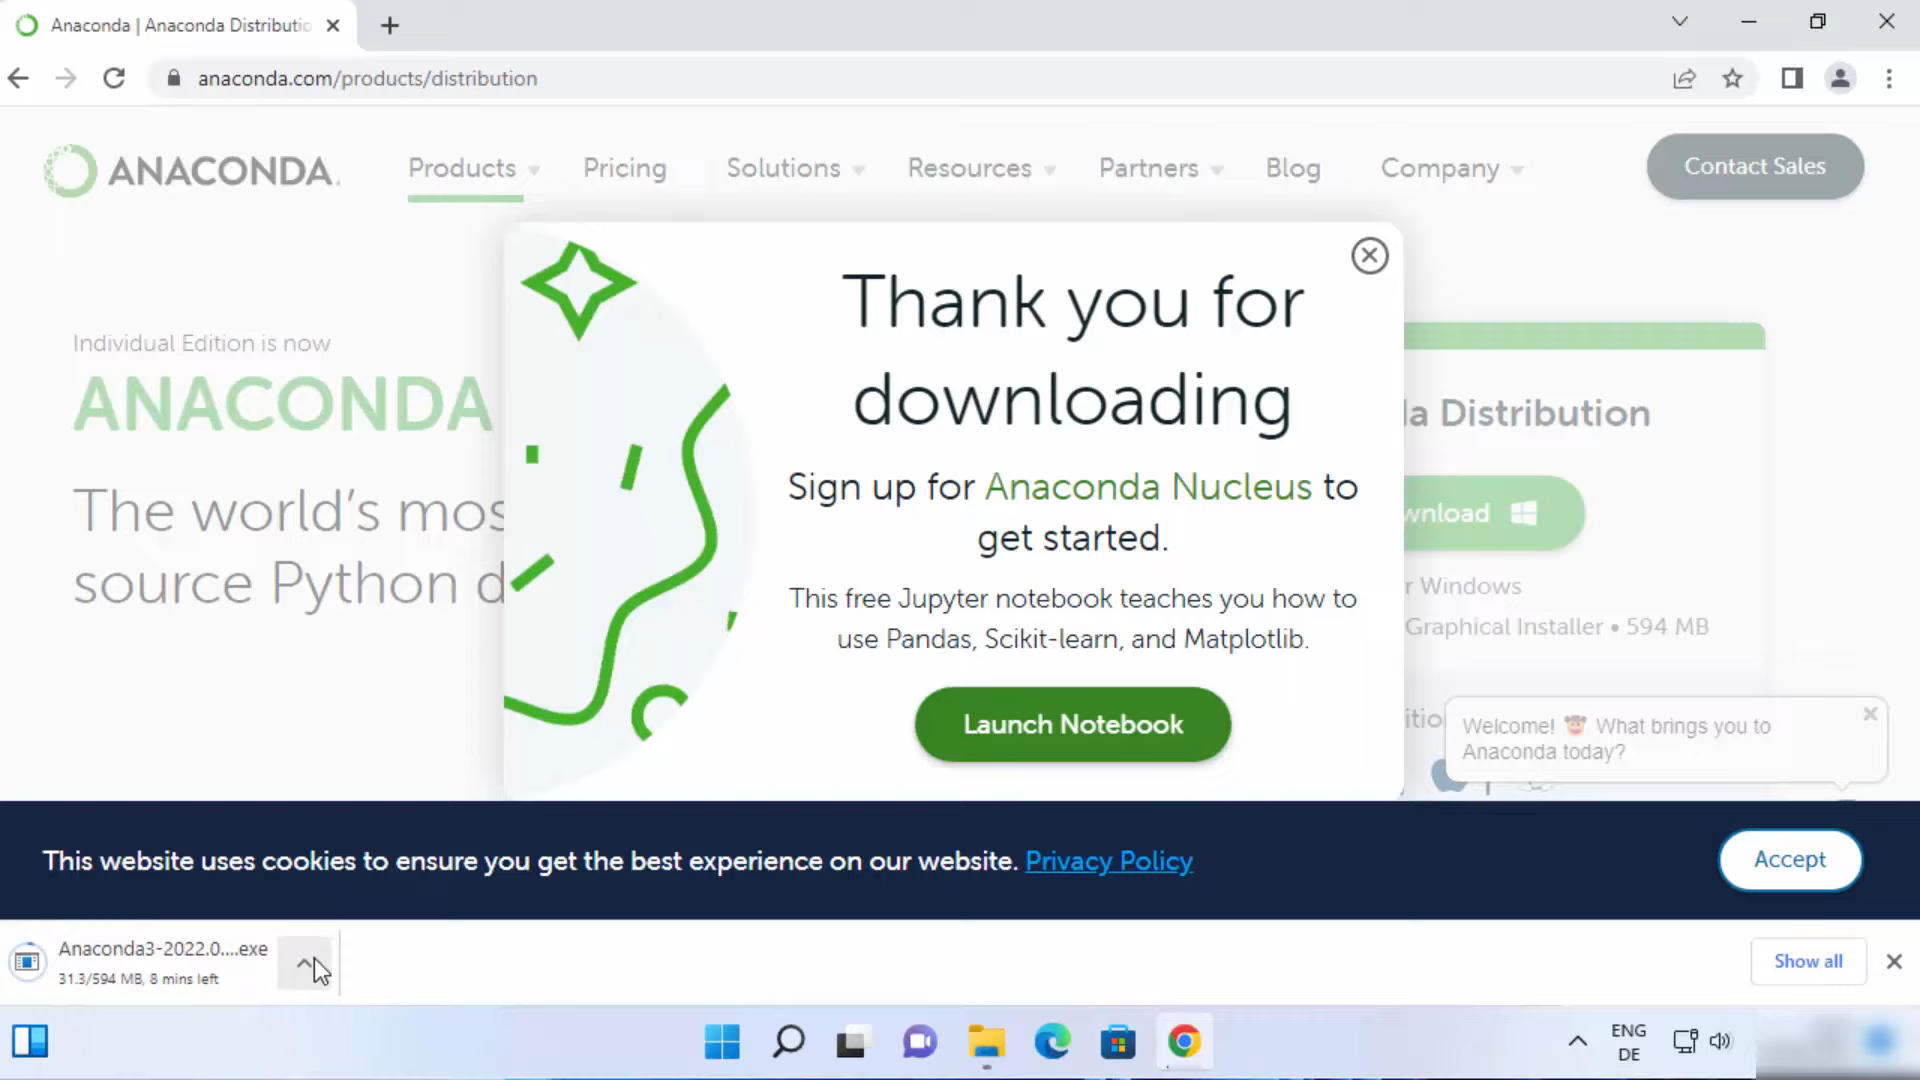 Anaconda | Anaconda Distributio
anaconda.com/products/distribution
ANACONDA.
Products
Pricing
Solutions
Resources
Partners
Blog
Company
Contact Sales
Individual Edition is now
ANACONDA
The world's mos
source Python d
Thank you for
downloading
Sign up for Anaconda Nucleus to
get started.
This free Jupyter notebook teaches you how to
use Pandas, Scikit-learn, and Matplotlib.
Launch Notebook
a Distribution
wnload
r Windows
Graphical Installer • 594 MB
itio
Welcome! What brings you to
Anaconda today?
This website uses cookies to ensure you get the best experience on our website. Privacy Policy
Accept
Anaconda3-2022.0....exe
31.3/594 MB, 8 mins left
Show all
ENG
DE